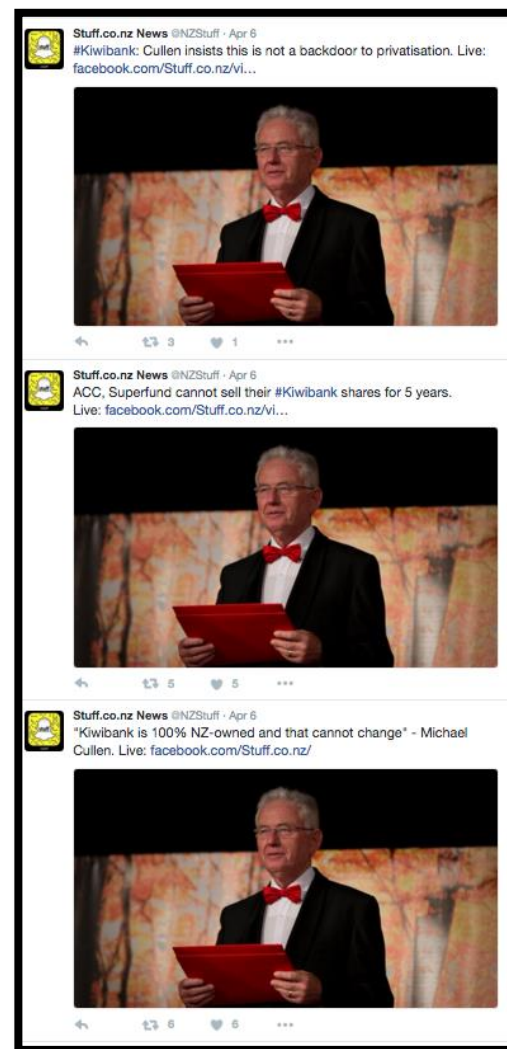 Stuff.co.nz News @NZStuff · Apr 6
#Kiwibank: Cullen insists this is not a backdoor to privatisation. Live:
facebook.com/Stuff.co.nz/vi…
3 1
Stuff.co.nz News @NZStuff · Apr 6
ACC, Superfund cannot sell their #Kiwibank shares for 5 years.
Live: facebook.com/Stuff.co.nz/vi…
5 5
Stuff.co.nz News @NZStuff · Apr 6
"Kiwibank is 100% NZ-owned and that cannot change" - Michael
Cullen. Live: facebook.com/Stuff.co.nz/
6 6